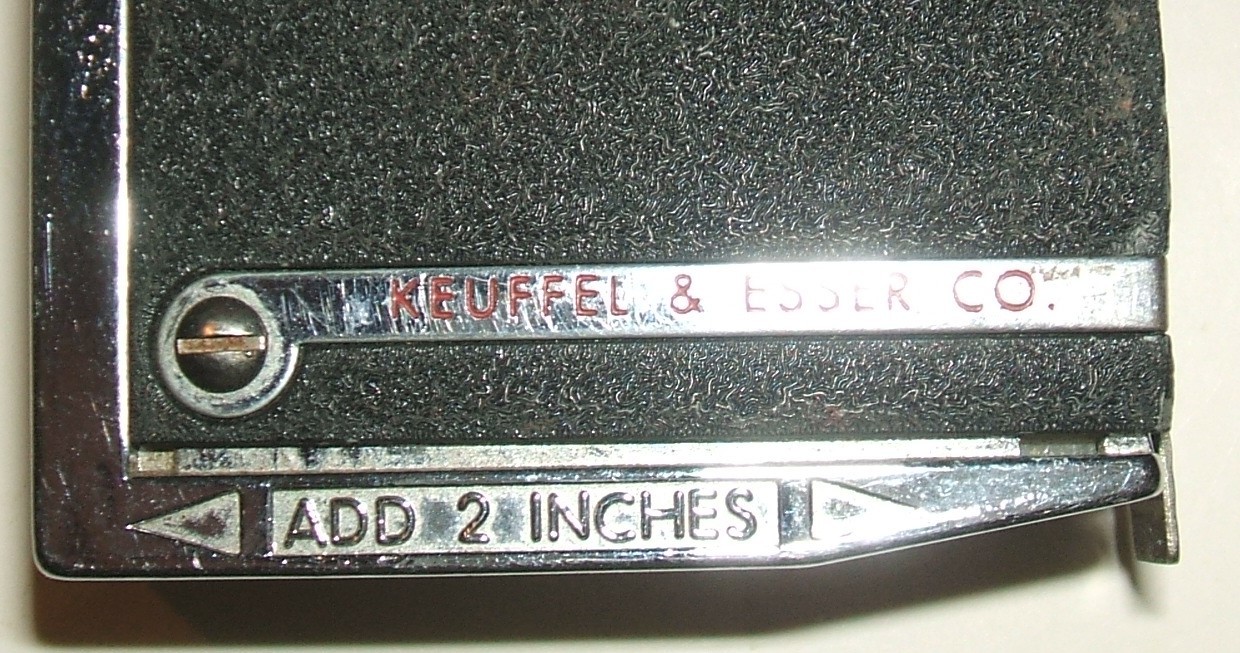 KEUFFEL & ESSER CO.
ADD 2 INCHES